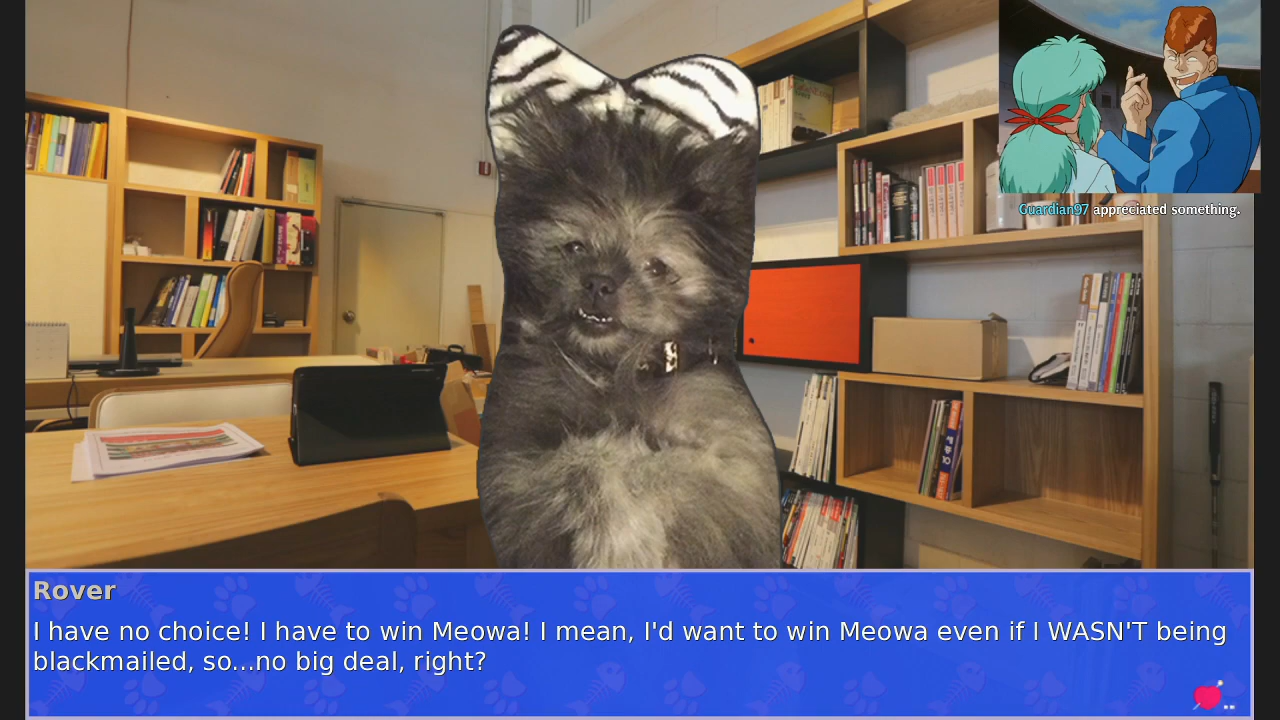 Guardian97 appreciated something.
Rover
I have no choice! I have to win Meowa! I mean, I'd want to win Meowa even if I WASN'T being
blackmailed, so...no big deal, right?